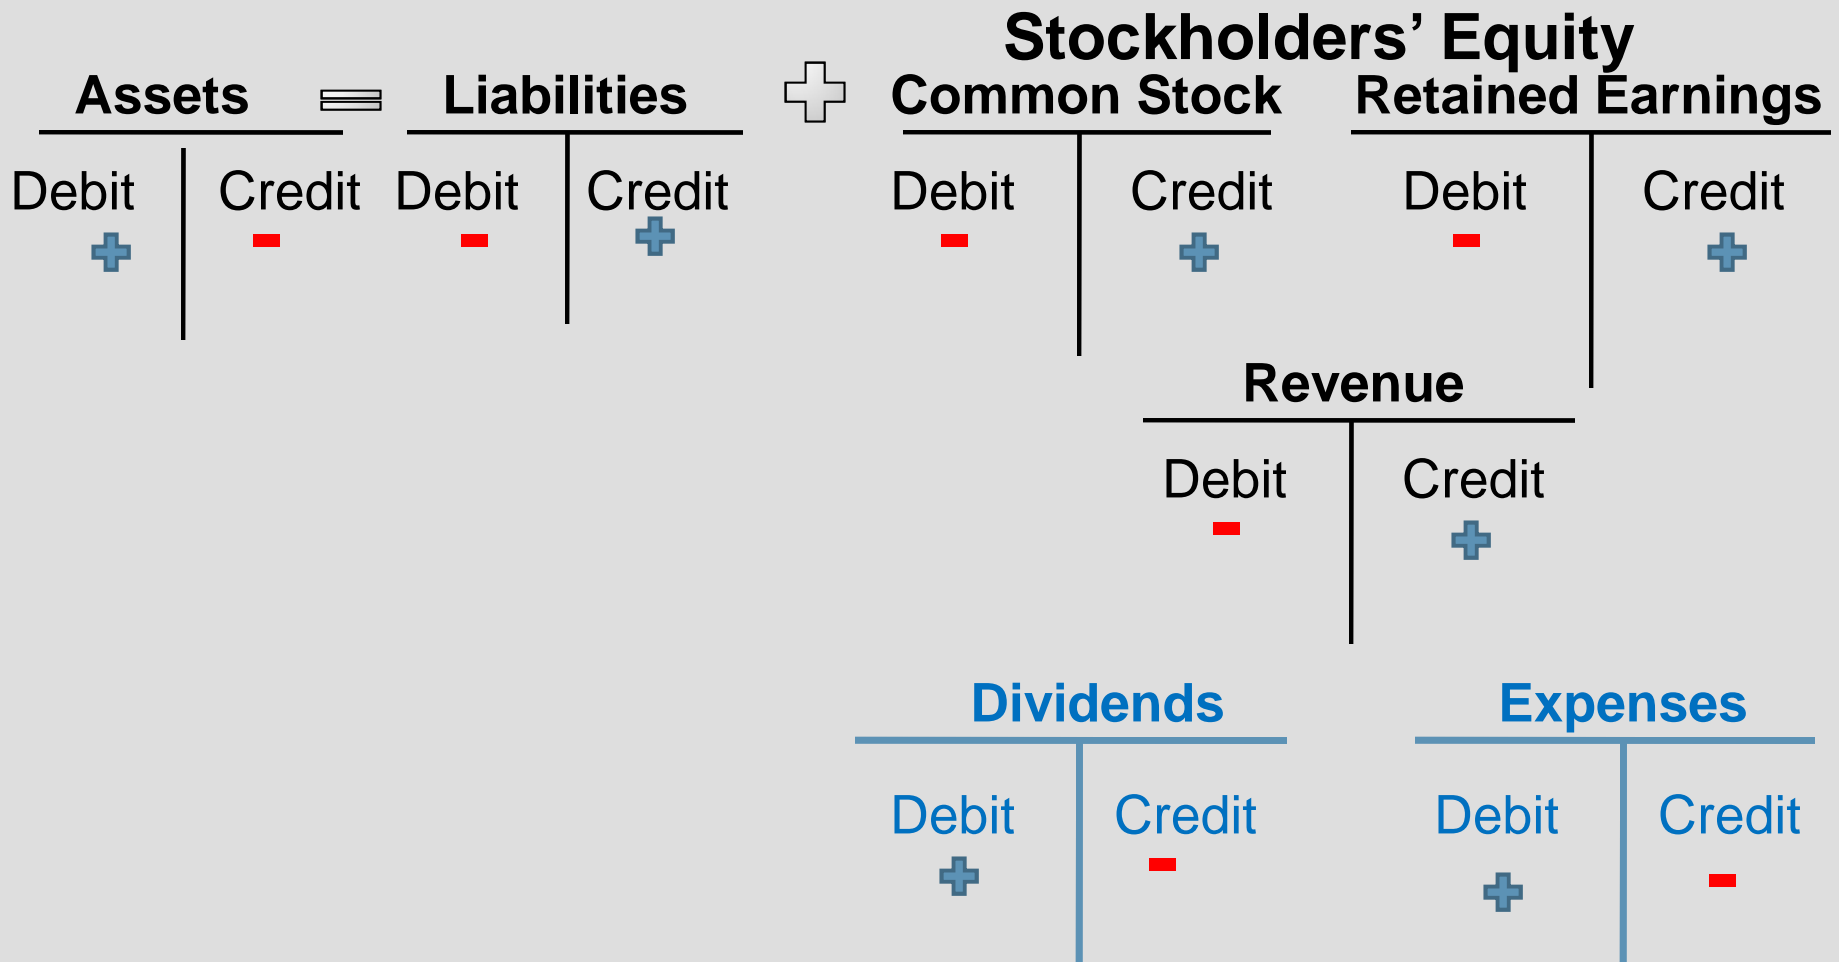 Stockholders’ Equity
Assets Liabilities Common Stock Retained Earnings
Debit Credit Debit Credit Debit Credit Debit Credit
Revenue
Debit Credit
Dividends Expenses
Debit Credit Debit Credit